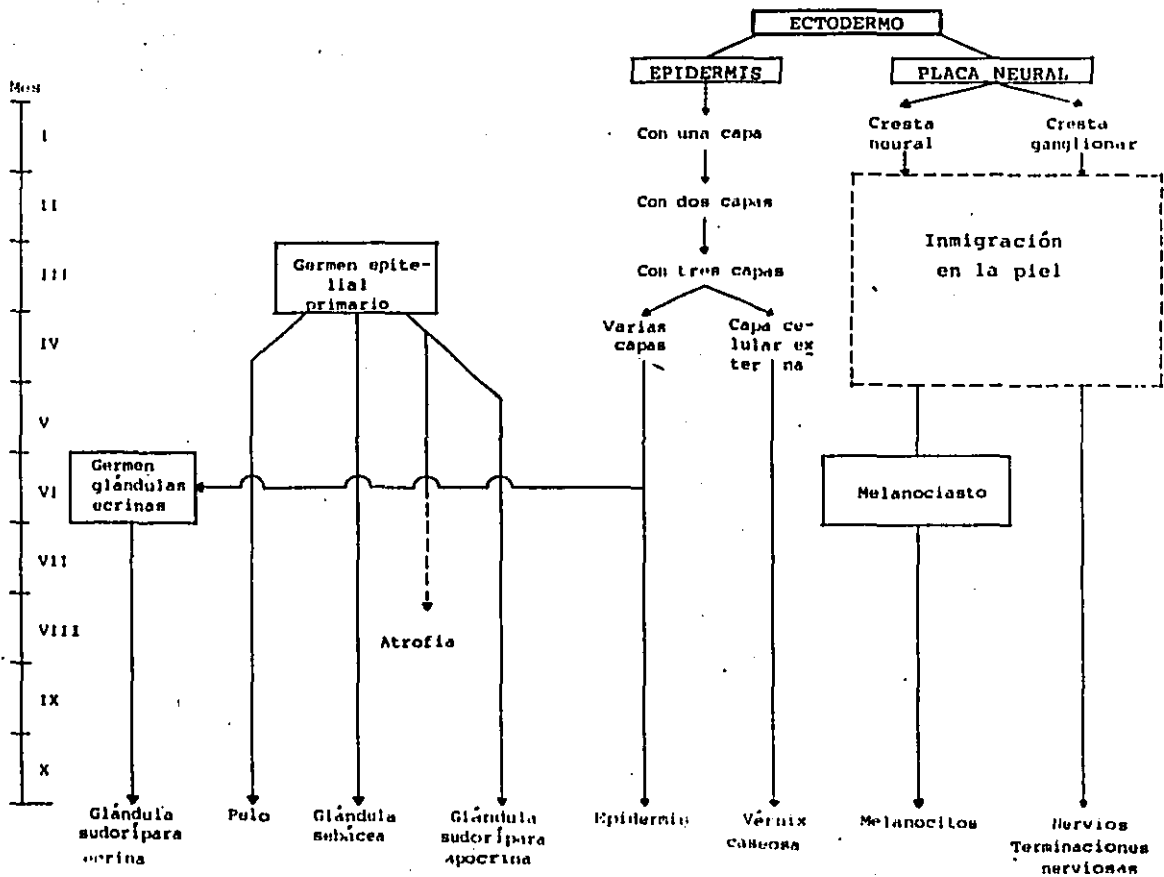 ECTODERMO
EPIDERMIS
PLACA NEURAL
Mes
I
II
III
IV
V
VI
VII
VIII
IX
X
Con una capa
Con dos capas
Con tres capas
Varias
capas
Capa ce-
lular ex
terna
Cresta
neural
Cresta
ganglionar
Inmigración
en la piel
Germen epite-
lial
primario
Germen
glándulas
ecrinas
Melanociasto
Atrofia
Glándula
sudorípara
ecrina
Pelo
Glándula
sebácea
Glándula
sudorípara
apocrina
Epidermis
Vérnix
caseosa
Melanocitos
Nervios
Terminaciones
nerviosas